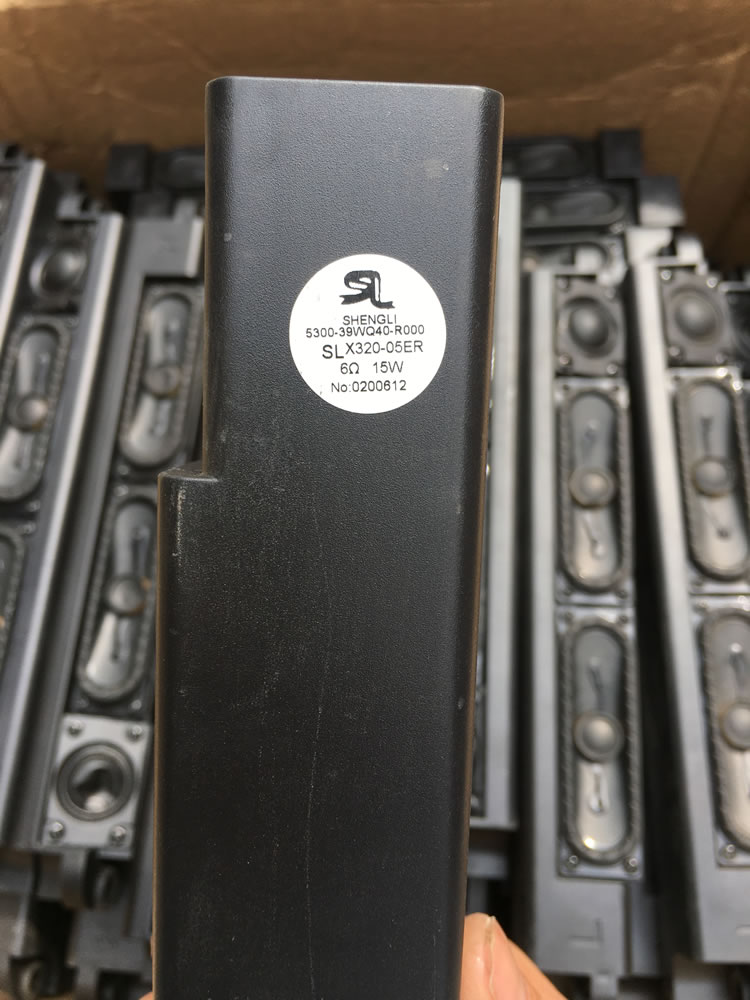 SL
SHENGLI
5300-39WQ40-R000
SLX320-05ER
6Ω 15W
No:0200612
L